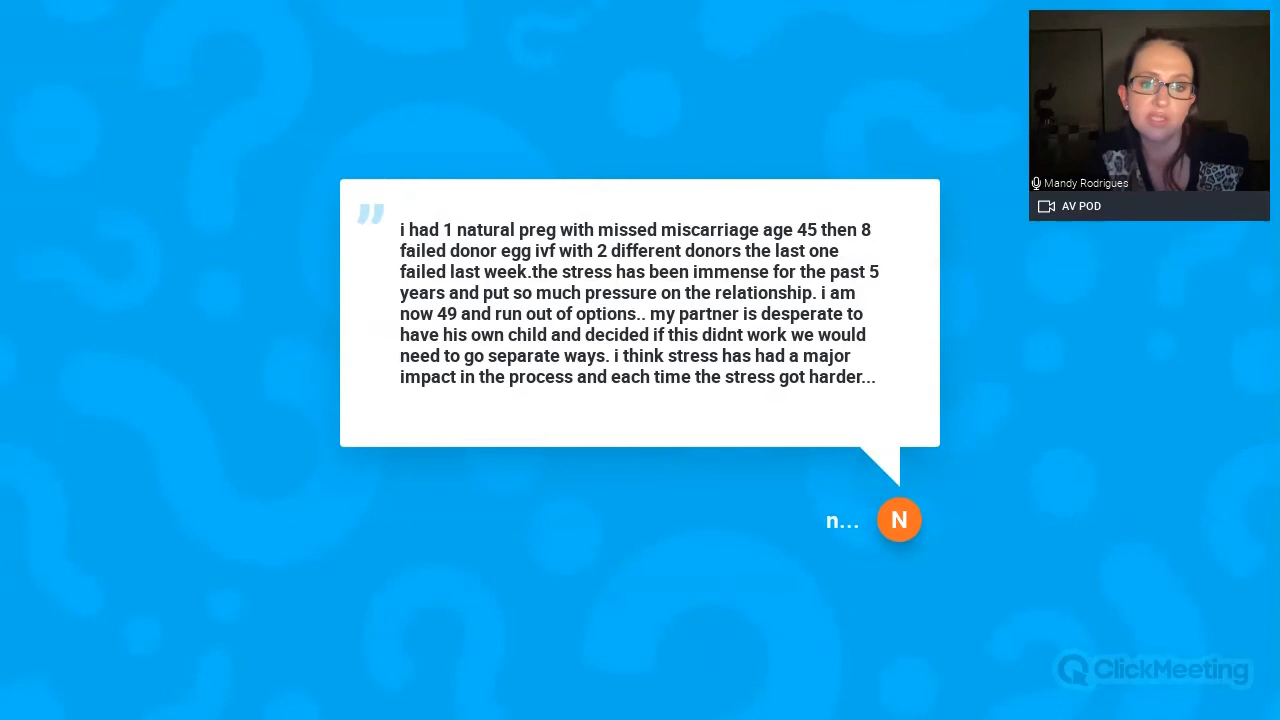 Mandy Rodrigues
AV POD
i had 1 natural preg with missed miscarriage age 45 then 8
failed donor egg ivf with 2 different donors the last one
failed last week.the stress has been immense for the past 5
years and put so much pressure on the relationship. i am
now 49 and run out of options.. my partner is desperate to
have his own child and decided if this didnt work we would
need to go separate ways. i think stress has had a major
impact in the process and each time the stress got harder...
n... N
ClickMeeting